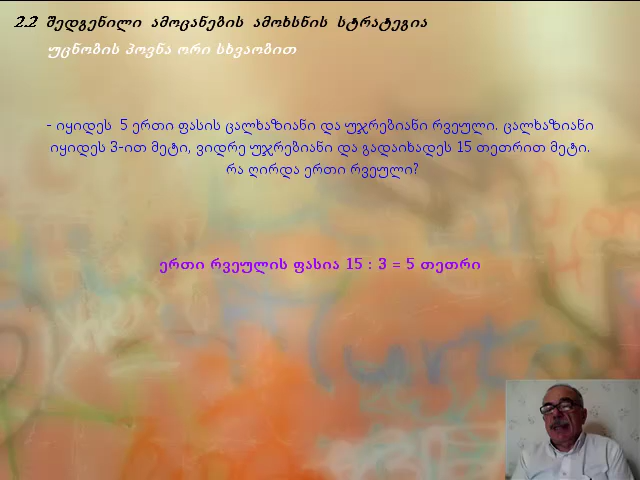 2.2 შედგენილი ამოცანების ამოხსნის სტრატეგია
უცნობის პოვნა ორი სხვაობით
- იყიდეს 5 ერთი ფასის ცალხაზიანი და უჯრებიანი რვეული. ცალხაზიანი
იყიდეს 3-ით მეტი, ვიდრე უჯრებიანი და გადაიხადეს 15 თეთრით მეტი.
რა ღირდა ერთი რვეული?
ერთი რვეულის ფასია 15 : 3 = 5 თეთრი